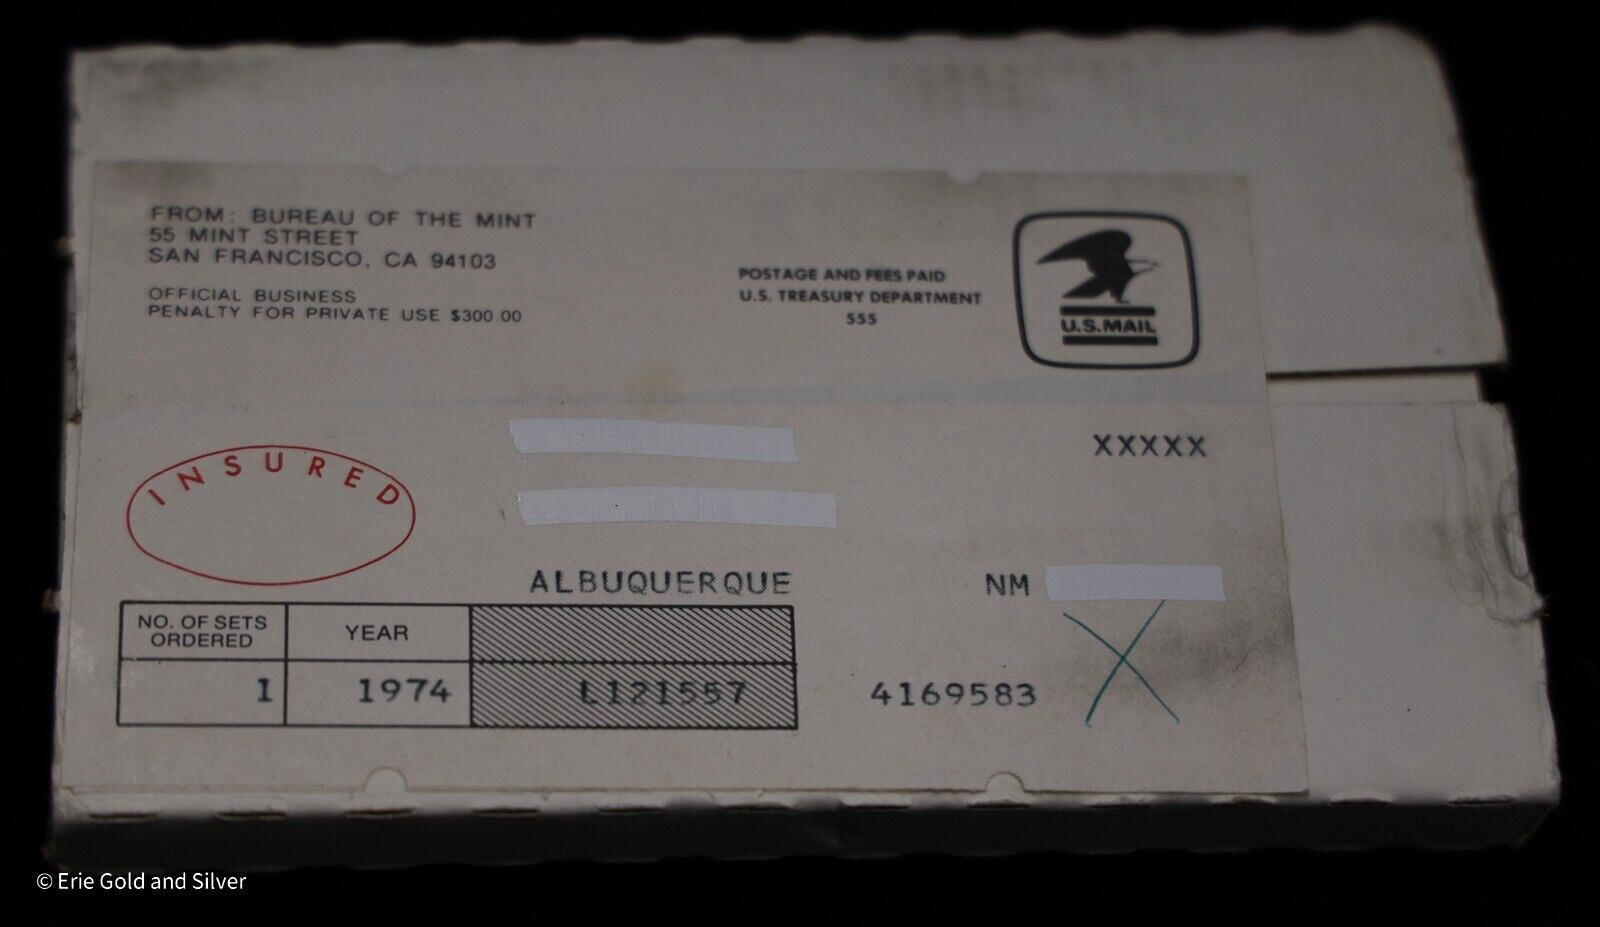 FROM: BUREAU OF THE MINT
55 MINT STREET
SAN FRANCISCO, CA 94103
OFFICIAL BUSINESS
PENALTY FOR PRIVATE USE $300.00
POSTAGE AND FEES PAID
U.S. TREASURY DEPARTMENT
555
U.S.MAIL
XXXXX
INSURED
ALBUQUERQUE NM
NO. OF SETS
ORDERED
YEAR
1 1974 L121557 4169583
© Erie Gold and Silver